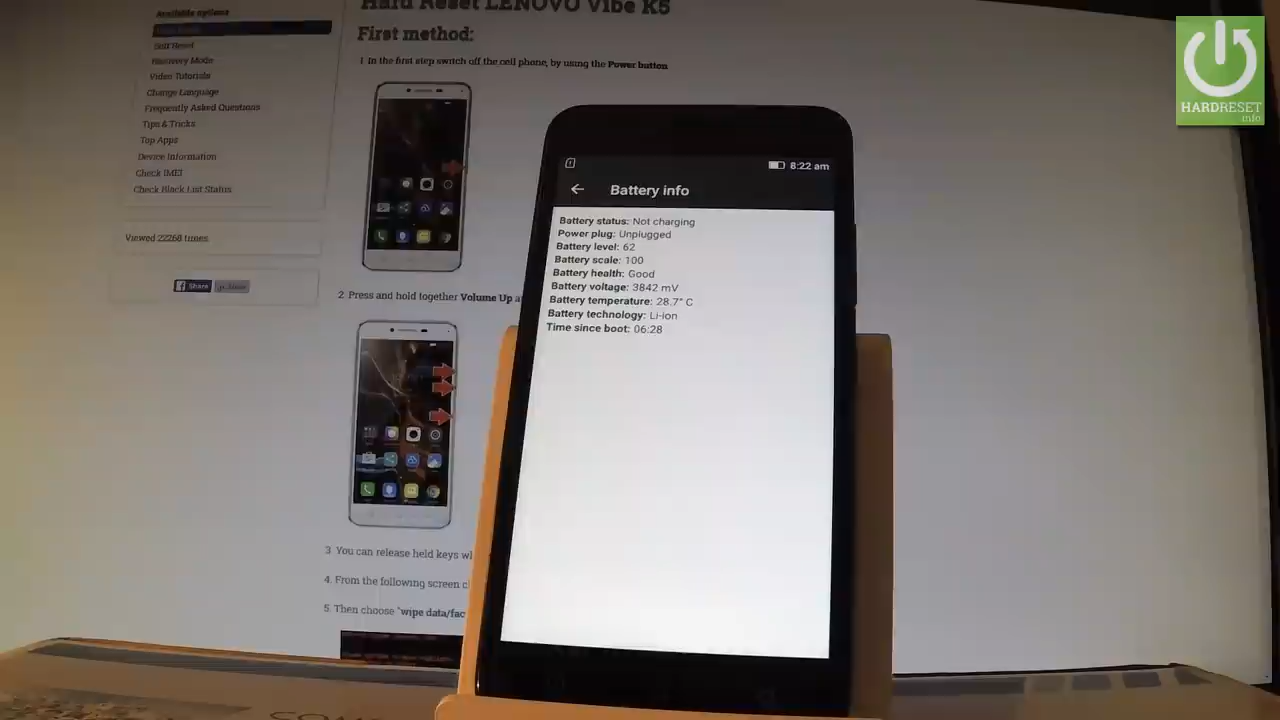 Hard Reset LENOVO Vibe K5
First method:
1 In the first step switch off the cell phone, by using the Power button
2 Press and hold together Volume Up
3 You can release held keys
4. From the following screen
5. Then choose "wipe data/fac
Available options
Soft Reset
Recovery Mode
Video Tutorials
Change Language
Frequently Asked Questions
Tips & Tricks
Top Apps
Device Information
Check IMEI
Check Black List Status
Viewed 22268 times
Share
8:22 am
Battery info
Battery status: Not charging
Power plug: Unplugged
Battery level: 62
Battery scale: 100
Battery health: Good
Battery voltage: 3842 mV
Battery temperature: 28.7° C
Battery technology: Li-ion
Time since boot: 06:28
HARDRESET
info